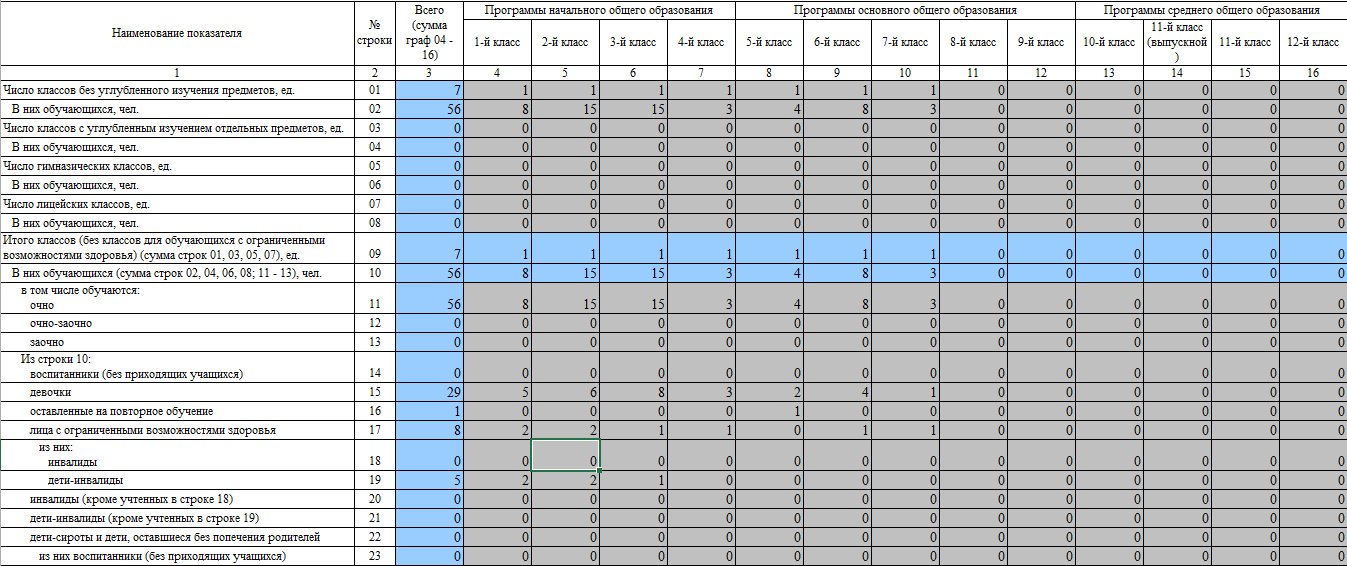 Наименование показателя № строки Всего (сумма граф 04 - 16) Программы начального общего образования Программы основного общего образования Программы среднего общего образования
1-й класс 2-й класс 3-й класс 4-й класс 5-й класс 6-й класс 7-й класс 8-й класс 9-й класс 10-й класс 11-й класс (выпускной) 11-й класс 12-й класс
1 2 3 4 5 6 7 8 9 10 11 12 13 14 15 16
Число классов без углубленного изучения предметов, ед. 01 7 1 1 1 1 1 1 1 0 0 0 0 0 0
В них обучающихся, чел. 02 56 8 15 15 3 4 8 3 0 0 0 0 0 0
Число классов с углубленным изучением отдельных предметов, ед. 03 0 0 0 0 0 0 0 0 0 0 0 0 0 0
В них обучающихся, чел. 04 0 0 0 0 0 0 0 0 0 0 0 0 0 0
Число гимназических классов, ед. 05 0 0 0 0 0 0 0 0 0 0 0 0 0 0
В них обучающихся, чел. 06 0 0 0 0 0 0 0 0 0 0 0 0 0 0
Число лицейских классов, ед. 07 0 0 0 0 0 0 0 0 0 0 0 0 0 0
В них обучающихся, чел. 08 0 0 0 0 0 0 0 0 0 0 0 0 0 0
Итого классов (без классов для обучающихся с ограниченными
возможностями здоровья) (сумма строк 01, 03, 05, 07), ед. 09 7 1 1 1 1 1 1 1 0 0 0 0 0 0
В них обучающихся (сумма строк 02, 04, 06, 08; 11 - 13), чел. 10 56 8 15 15 3 4 8 3 0 0 0 0 0 0
в том числе обучаются:
очно 11 56 8 15 15 3 4 8 3 0 0 0 0 0 0
очно-заочно 12 0 0 0 0 0 0 0 0 0 0 0 0 0 0
заочно 13 0 0 0 0 0 0 0 0 0 0 0 0 0 0
Из строки 10:
воспитанники (без приходящих учащихся) 14 0 0 0 0 0 0 0 0 0 0 0 0 0 0
девочки 15 29 5 6 8 3 2 4 1 0 0 0 0 0 0
оставленные на повторное обучение 16 1 0 0 0 0 1 0 0 0 0 0 0 0 0
лица с ограниченными возможностями здоровья 17 8 2 2 1 1 0 1 1 0 0 0 0 0 0
из них:
инвалиды 18 0 0 0 0 0 0 0 0 0 0 0 0 0 0
дети-инвалиды 19 5 2 2 1 0 0 0 0 0 0 0 0 0 0
инвалиды (кроме учтенных в строке 18) 20 0 0 0 0 0 0 0 0 0 0 0 0 0 0
дети-инвалиды (кроме учтенных в строке 19) 21 0 0 0 0 0 0 0 0 0 0 0 0 0 0
дети-сироты и дети, оставшиеся без попечения родителей 22 0 0 0 0 0 0 0 0 0 0 0 0 0 0
из них воспитанники (без приходящих учащихся) 23 0 0 0 0 0 0 0 0 0 0 0 0 0 0